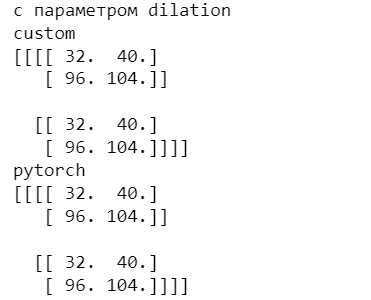 с параметром dilation
custom
[[[[ 32.  40.]
   [ 96. 104.]]

  [[ 32.  40.]
   [ 96. 104.]]]]
pytorch
[[[[ 32.  40.]
   [ 96. 104.]]

  [[ 32.  40.]
   [ 96. 104.]]]]